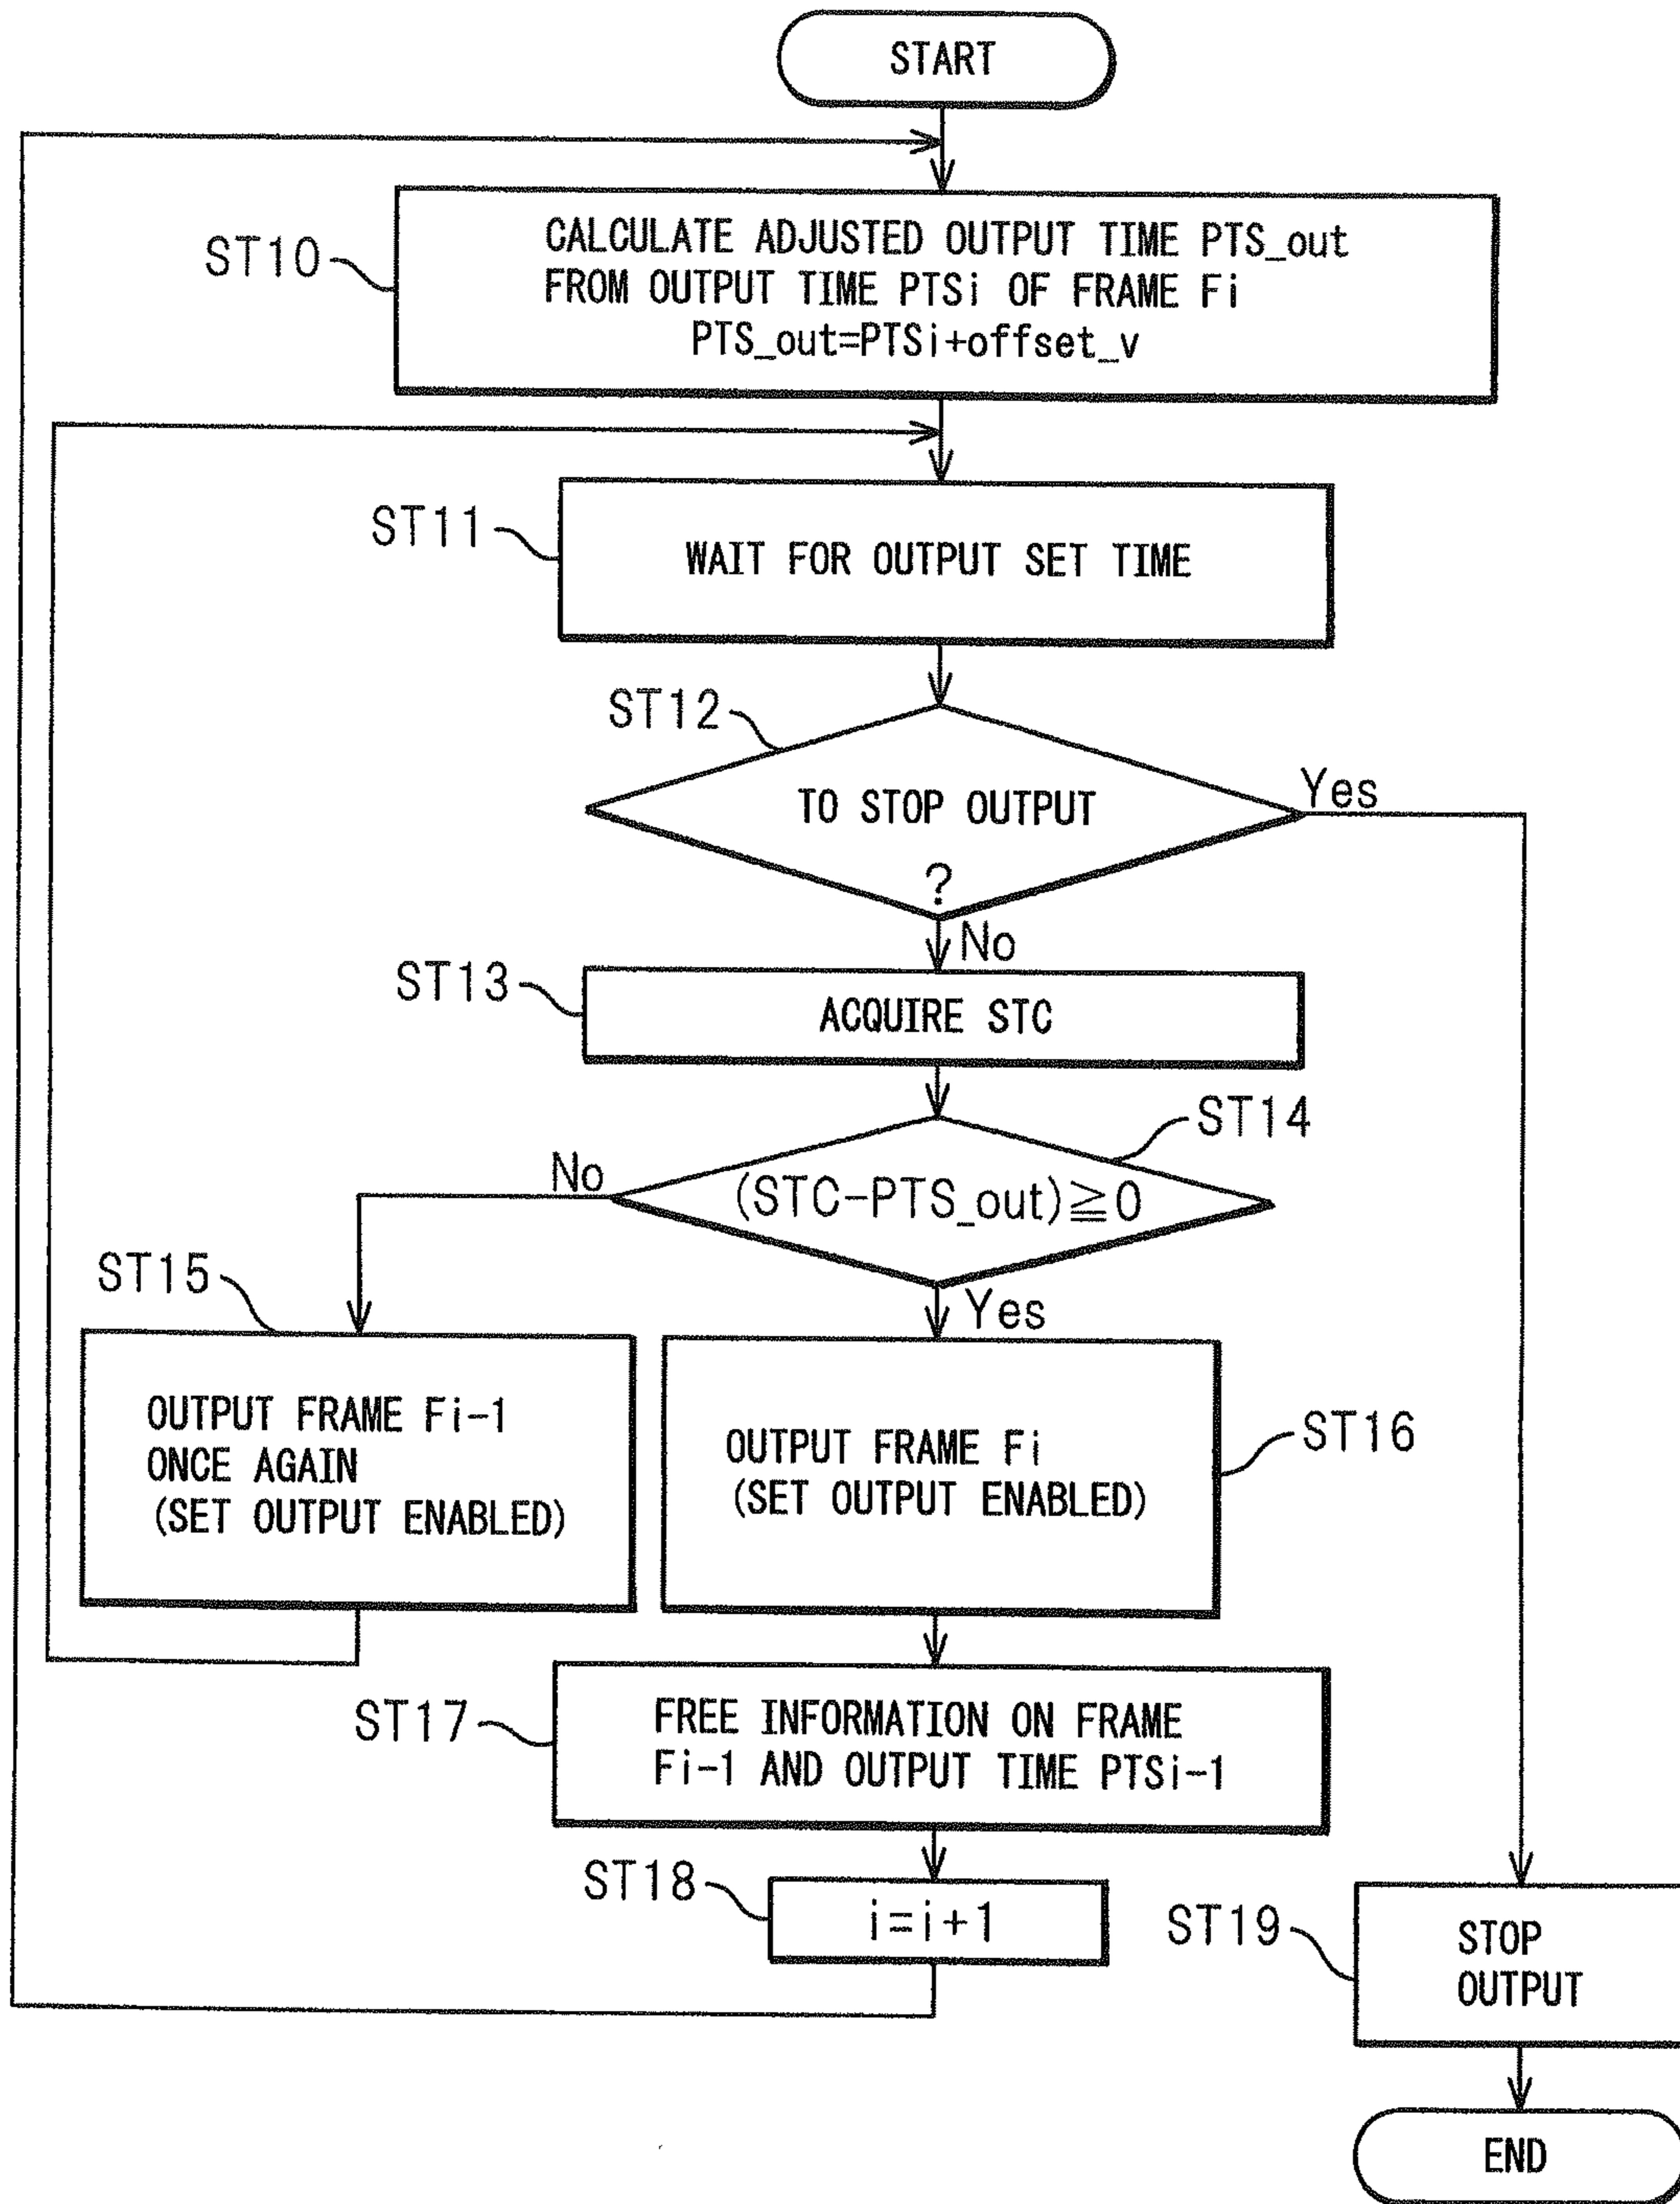 START
ST10
CALCULATE ADJUSTED OUTPUT TIME PTS_out
FROM OUTPUT TIME PTSi OF FRAME Fi
PTS_out=PTSi+offset_v
ST11
WAIT FOR OUTPUT SET TIME
ST12
TO STOP OUTPUT
?
Yes
No
ST13
ACQUIRE STC
ST14
(STC-PTS_out)≧0
No
Yes
ST15
OUTPUT FRAME Fi-1
ONCE AGAIN
(SET OUTPUT ENABLED)
OUTPUT FRAME Fi
(SET OUTPUT ENABLED)
ST16
ST17
FREE INFORMATION ON FRAME
Fi-1 AND OUTPUT TIME PTSi-1
ST18
i=i+1
ST19
STOP
OUTPUT
END